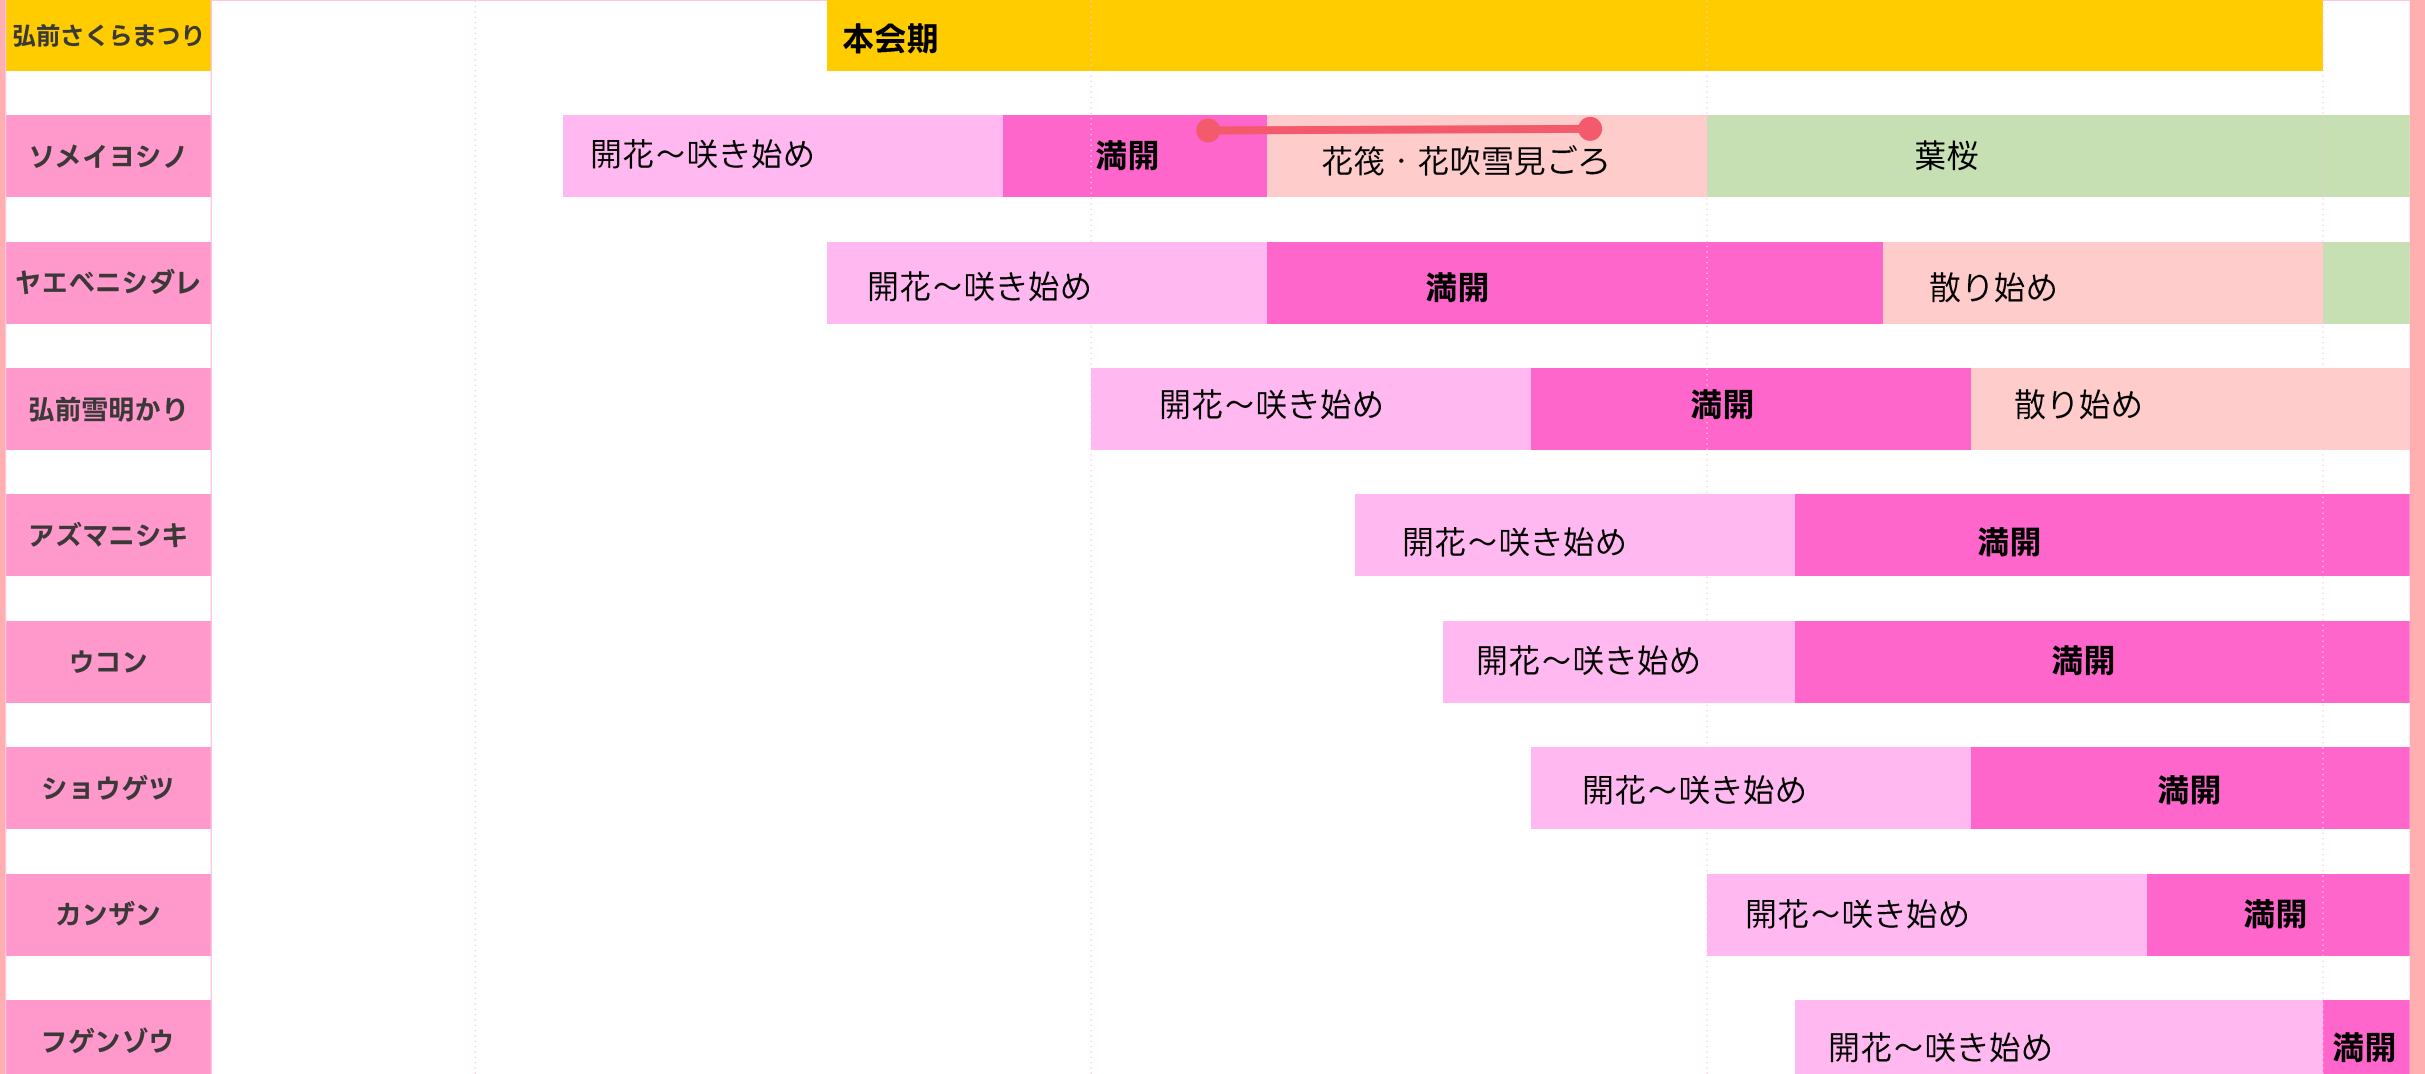 弘前さくらまつり 本会期
ソメイヨシノ 開花～咲き始め 満開 花筏・花吹雪見ごろ 葉桜
ヤエベニシダレ 開花～咲き始め 満開 散り始め
弘前雪明かり 開花～咲き始め 満開 散り始め
アズマニシキ 開花～咲き始め 満開
ウコン 開花～咲き始め 満開
ショウゲツ 開花～咲き始め 満開
カンザン 開花～咲き始め 満開
フゲンゾウ 開花～咲き始め 満開